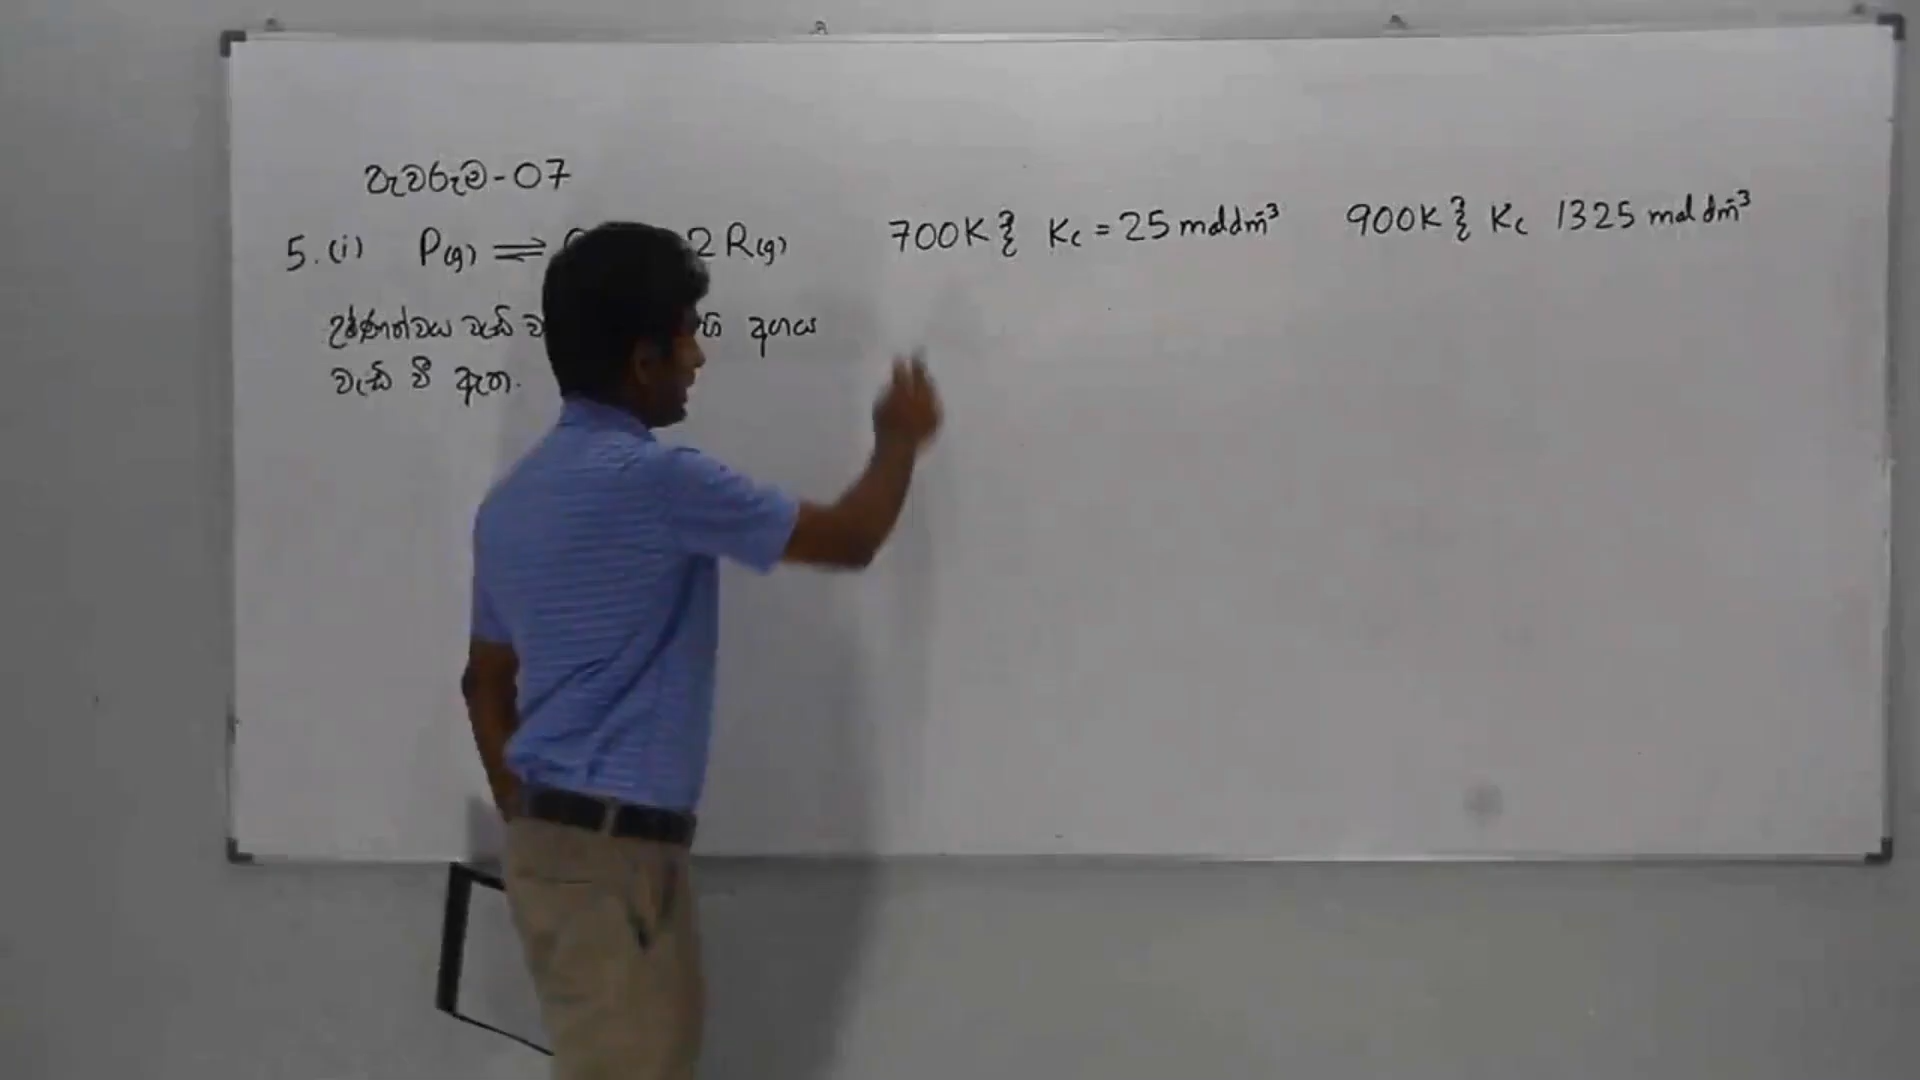 පැවරුම - 07
5. (i) P(g) ⇌ 2 R(g) 700K } Kc = 25 mol dm⁻³ 900K } Kc 1325 mol dm⁻³
උෂ්ණත්වය වැඩි අගය
වැඩි වී ඇත.